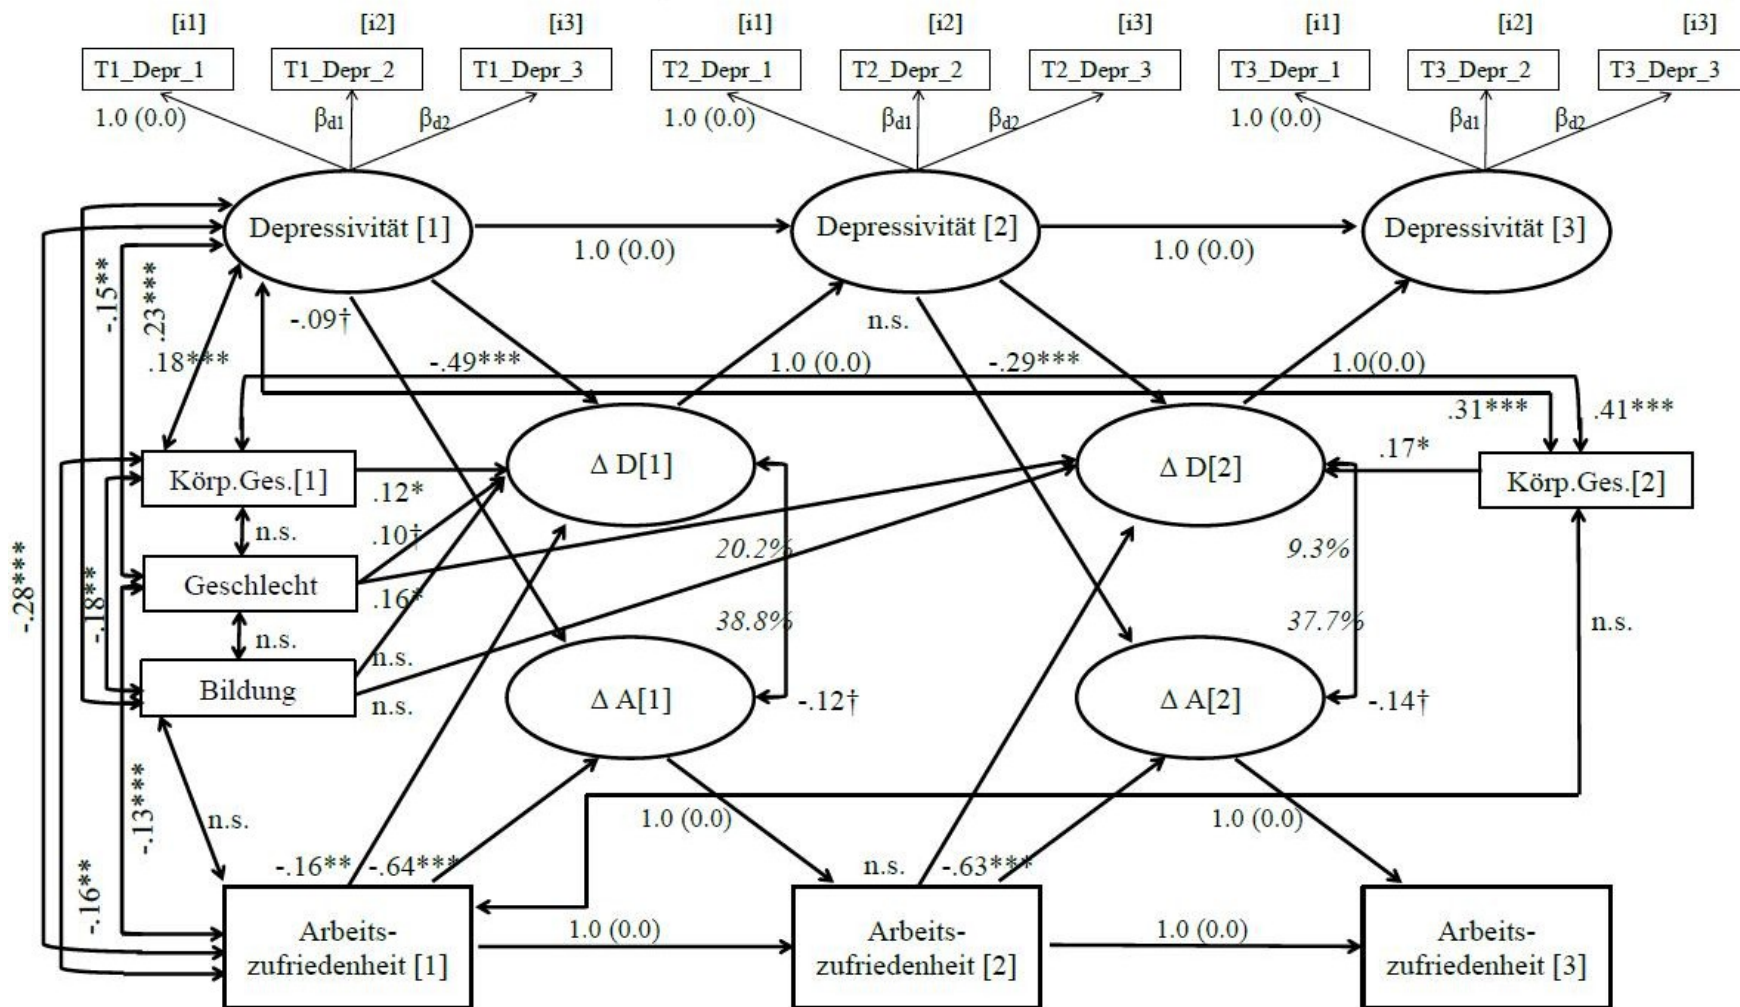 [i1] [i2] [i3] [i1] [i2] [i3] [i1] [i2] [i3]
T1_Depr_1 T1_Depr_2 T1_Depr_3 T2_Depr_1 T2_Depr_2 T2_Depr_3 T3_Depr_1 T3_Depr_2 T3_Depr_3
1.0 (0.0) βd1 βd2 1.0 (0.0) βd1 βd2 1.0 (0.0) βd1 βd2
Depressivität [1] Depressivität [2] Depressivität [3]
1.0 (0.0) 1.0 (0.0)
-.15** .23***
-.09† n.s.
.18*** -.49*** 1.0 (0.0) -.29*** 1.0(0.0)
.31*** .41***
Δ D[1] Δ D[2] .17*
Körp.Ges.[1] .12* Körp.Ges.[2]
n.s. .10† 20.2% 9.3%
Geschlecht
-.28*** -.18** .16* 38.8% 37.7% n.s.
n.s. n.s.
Bildung n.s. Δ A[1] -.12† Δ A[2] -.14†
-.13*** n.s. 1.0 (0.0) 1.0 (0.0)
-.16** -.16** -.64*** n.s. -.63***
Arbeits- 1.0 (0.0) Arbeits- 1.0 (0.0) Arbeits-
zufriedenheit [1] zufriedenheit [2] zufriedenheit [3]